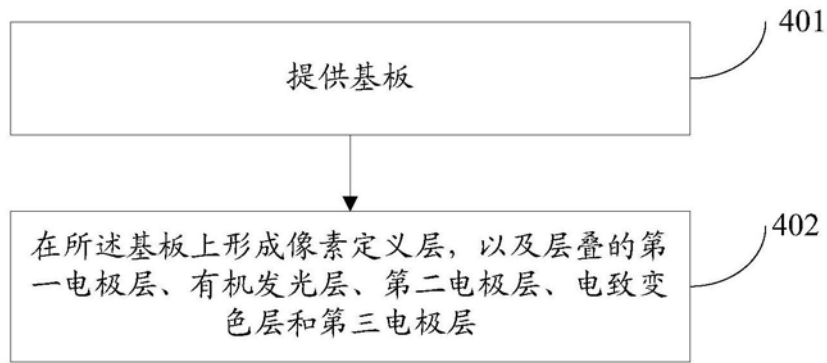 401
提供基板
402
在所述基板上形成像素定义层，以及层叠的第
一电极层、有机发光层、第二电极层、电致变
色层和第三电极层